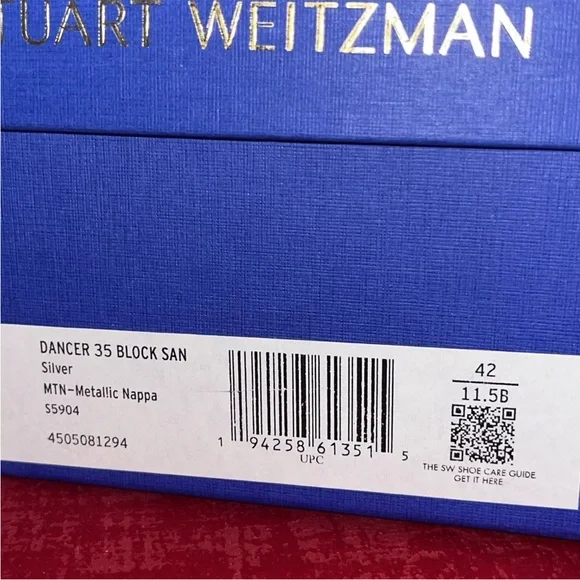 TUART WEITZMAN
DANCER 35 BLOCK SAN
Silver
MTN-Metallic Nappa
S5904
4505081294
1 94258 61351 5
UPC
42
11.5B
THE SW SHOE CARE GUIDE
GET IT HERE